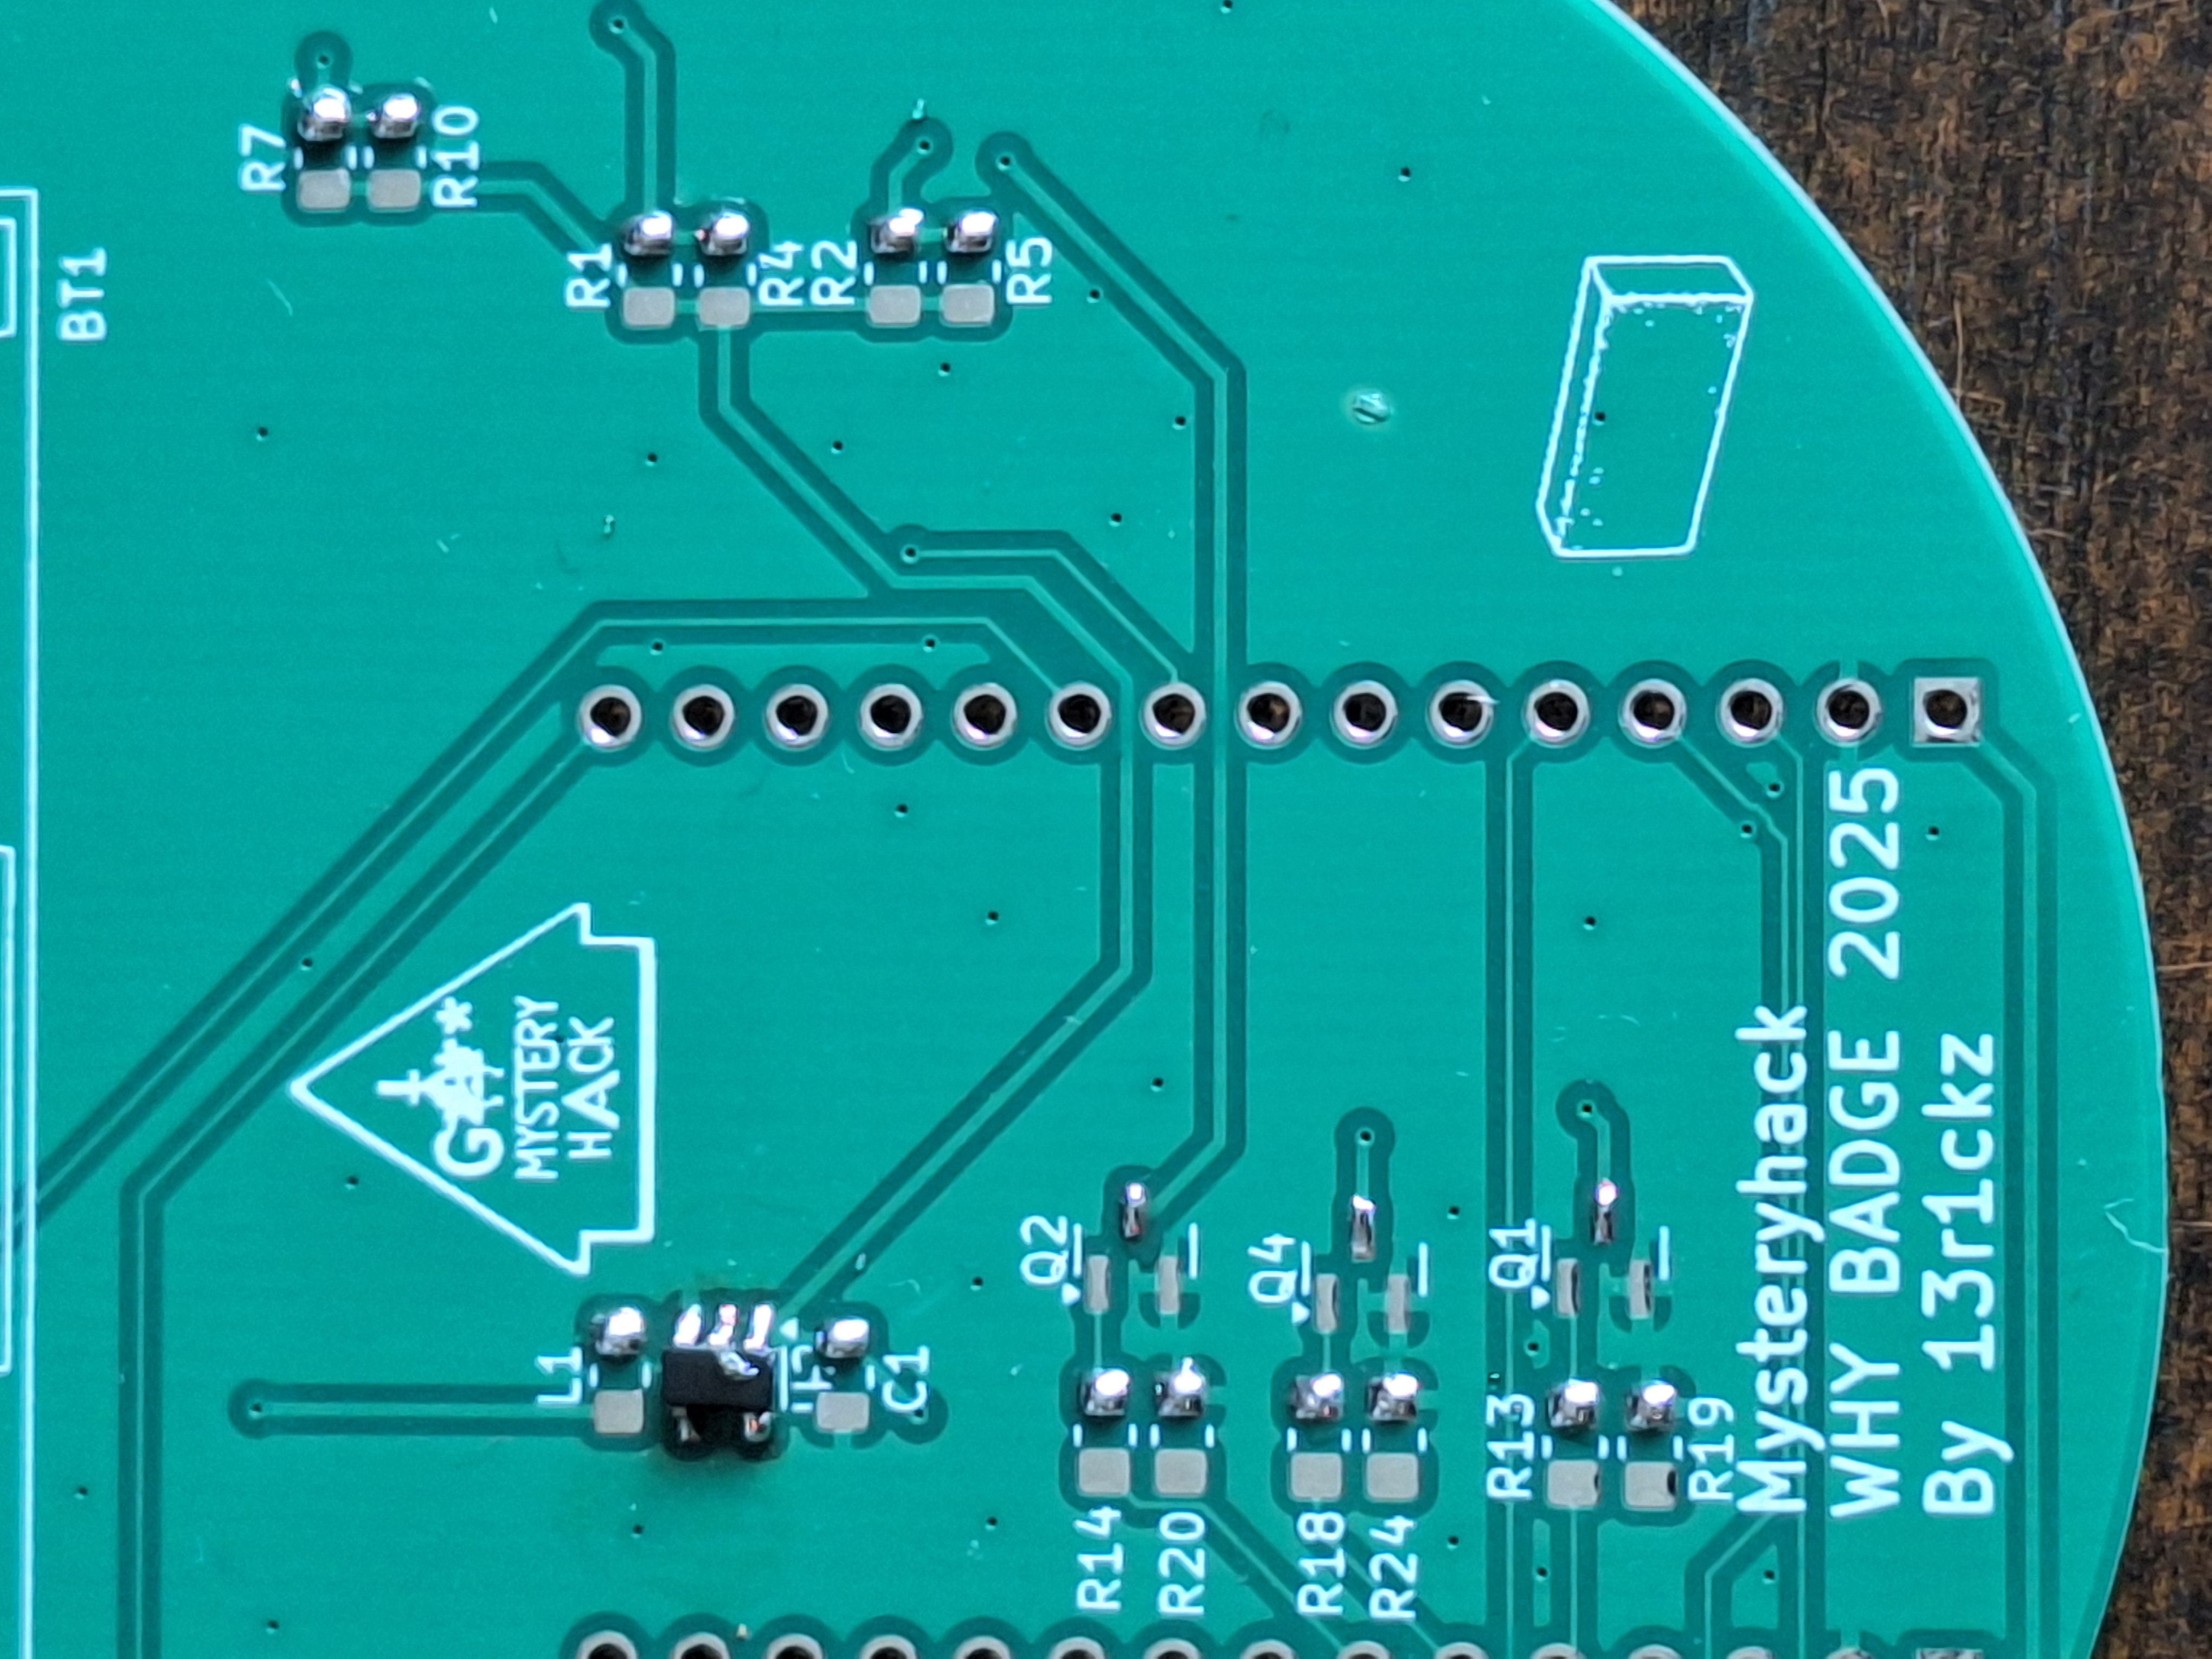 BT1
R7
R10
MYSTERY
HACK
L1
R1
R4
R2
C1
R5
Q2
R14
R20
Q4
R18
R24
R13
Q1
R19
Mysteryhack
WHY BADGE 2025
By 13r1ckz